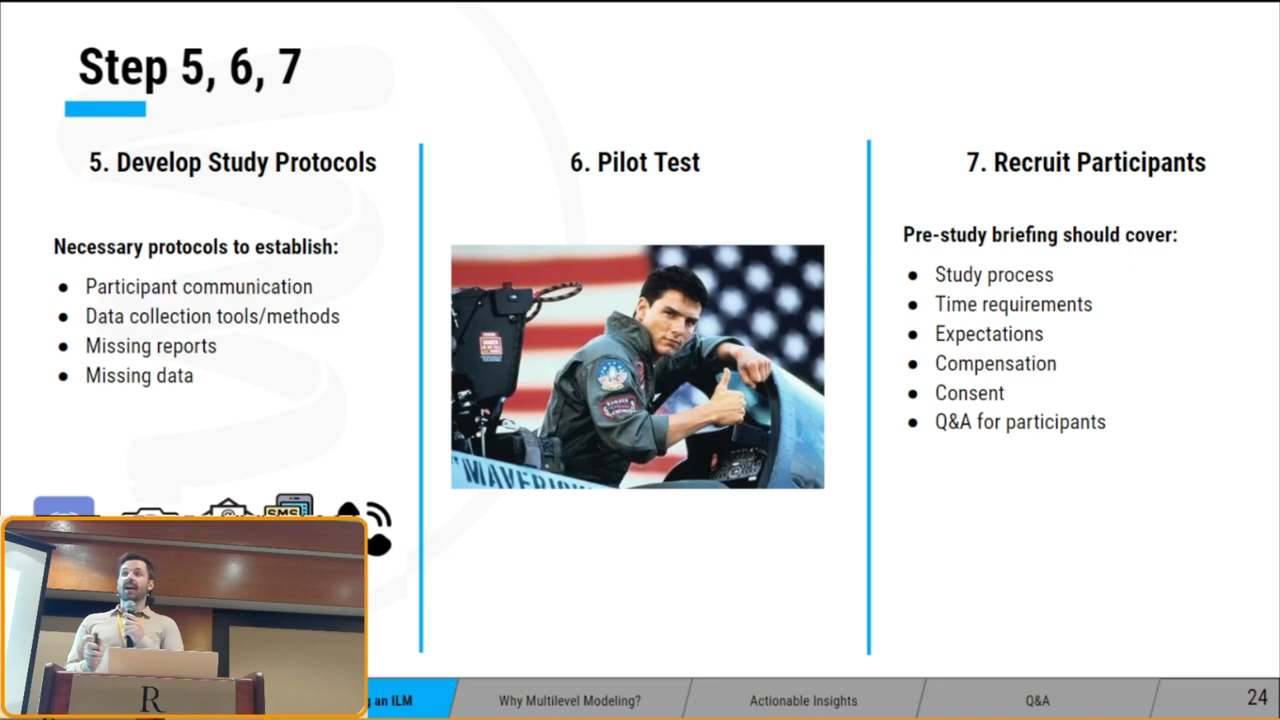 Step 5, 6, 7
5. Develop Study Protocols
Necessary protocols to establish:
● Participant communication
● Data collection tools/methods
● Missing reports
● Missing data
SMS
6. Pilot Test
MAVERICK
7. Recruit Participants
Pre-study briefing should cover:
● Study process
● Time requirements
● Expectations
● Compensation
● Consent
● Q&A for participants
R
g an ILM
Why Multilevel Modeling?
Actionable Insights
Q&A
24